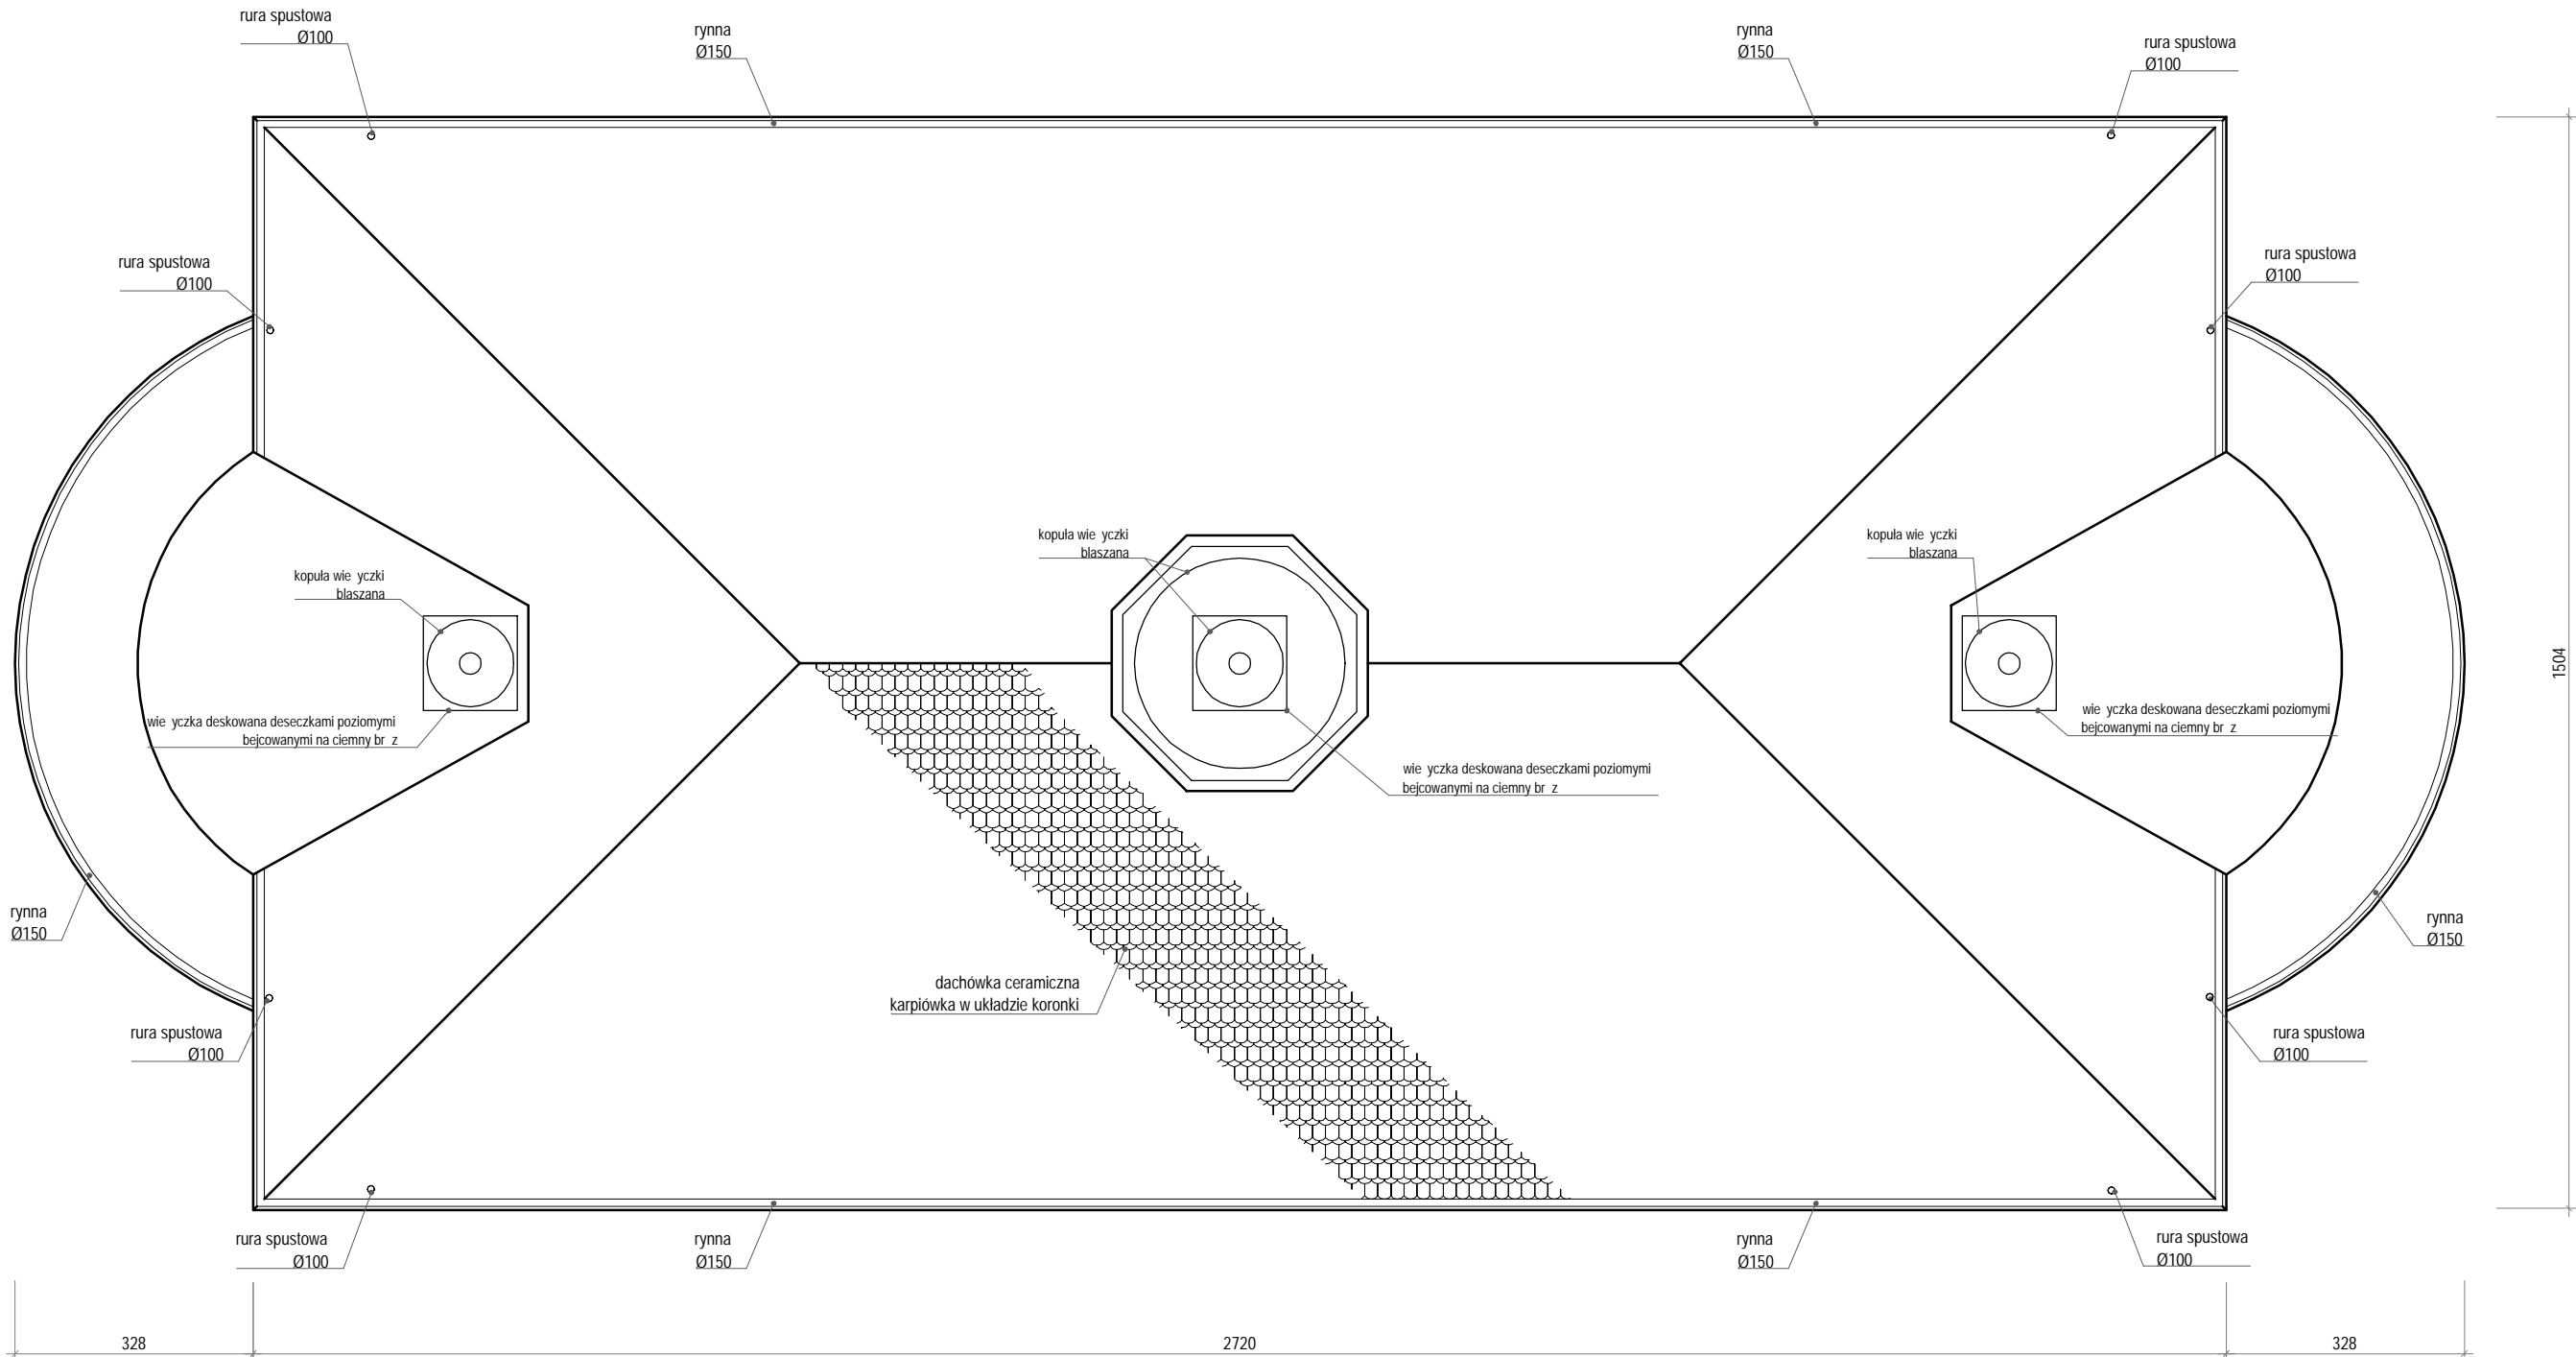 rura spustowa
Ø100
rynna
Ø150
rynna
Ø150
rura spustowa
Ø100
rura spustowa
Ø100
rura spustowa
Ø100
kopuła wie yczki
blaszana
kopuła wie yczki
blaszana
kopuła wie yczki
blaszana
wie yczka deskowana deseczkami poziomymi
bejcowanymi na ciemny br z
wie yczka deskowana deseczkami poziomymi
bejcowanymi na ciemny br z
wie yczka deskowana deseczkami poziomymi
bejcowanymi na ciemny br z
1504
rynna
Ø150
rynna
Ø150
dachówka ceramiczna
karpiówka w układzie koronki
rura spustowa
Ø100
rura spustowa
Ø100
rura spustowa
Ø100
rynna
Ø150
rynna
Ø150
rura spustowa
Ø100
328
2720
328